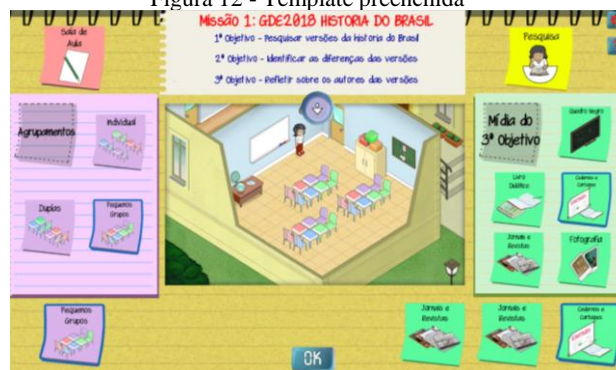 Figura 12 - Template preenchida
Missão 1: GDE2018 HISTORIA DO BRASIL
1º Objetivo - Pesquisar versões da historia do Brasil
2º Objetivo - Identificar as diferenças das versões
3º Objetivo - Refletir sobre os autores das versões
Sala de
Aula
Pesquisa
Agrupamentos
Individual
Duplas
Pequenos
Grupos
Mídia do
3º Objetivo
Quadro Negro
Livro
Didático
Cadernos e
Cartazes
Jornais e
Revistas
Fotografia
Pequenos
Grupos
Jornais e
Revistas
Jornais e
Revistas
Cadernos e
Cartazes
OK